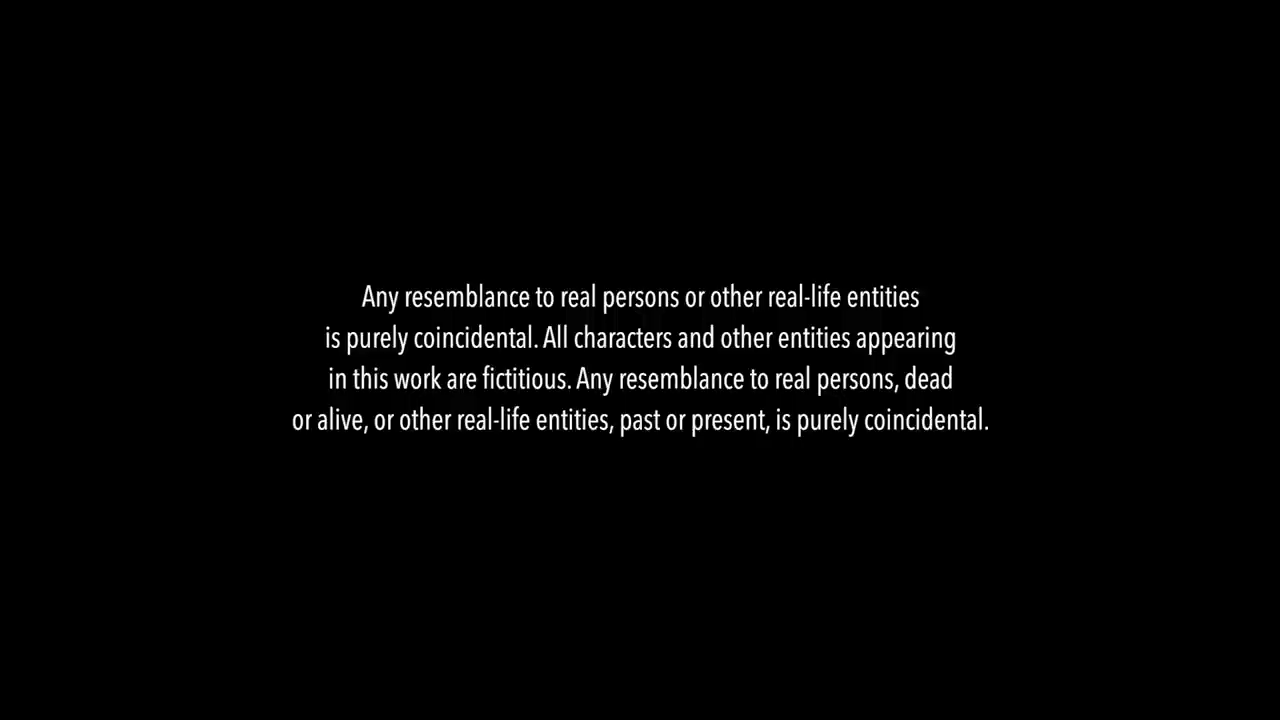 Any resemblance to real persons or other real-life entities
is purely coincidental. All characters and other entities appearing
in this work are fictitious. Any resemblance to real persons, dead
or alive, or other real-life entities, past or present, is purely coincidental.